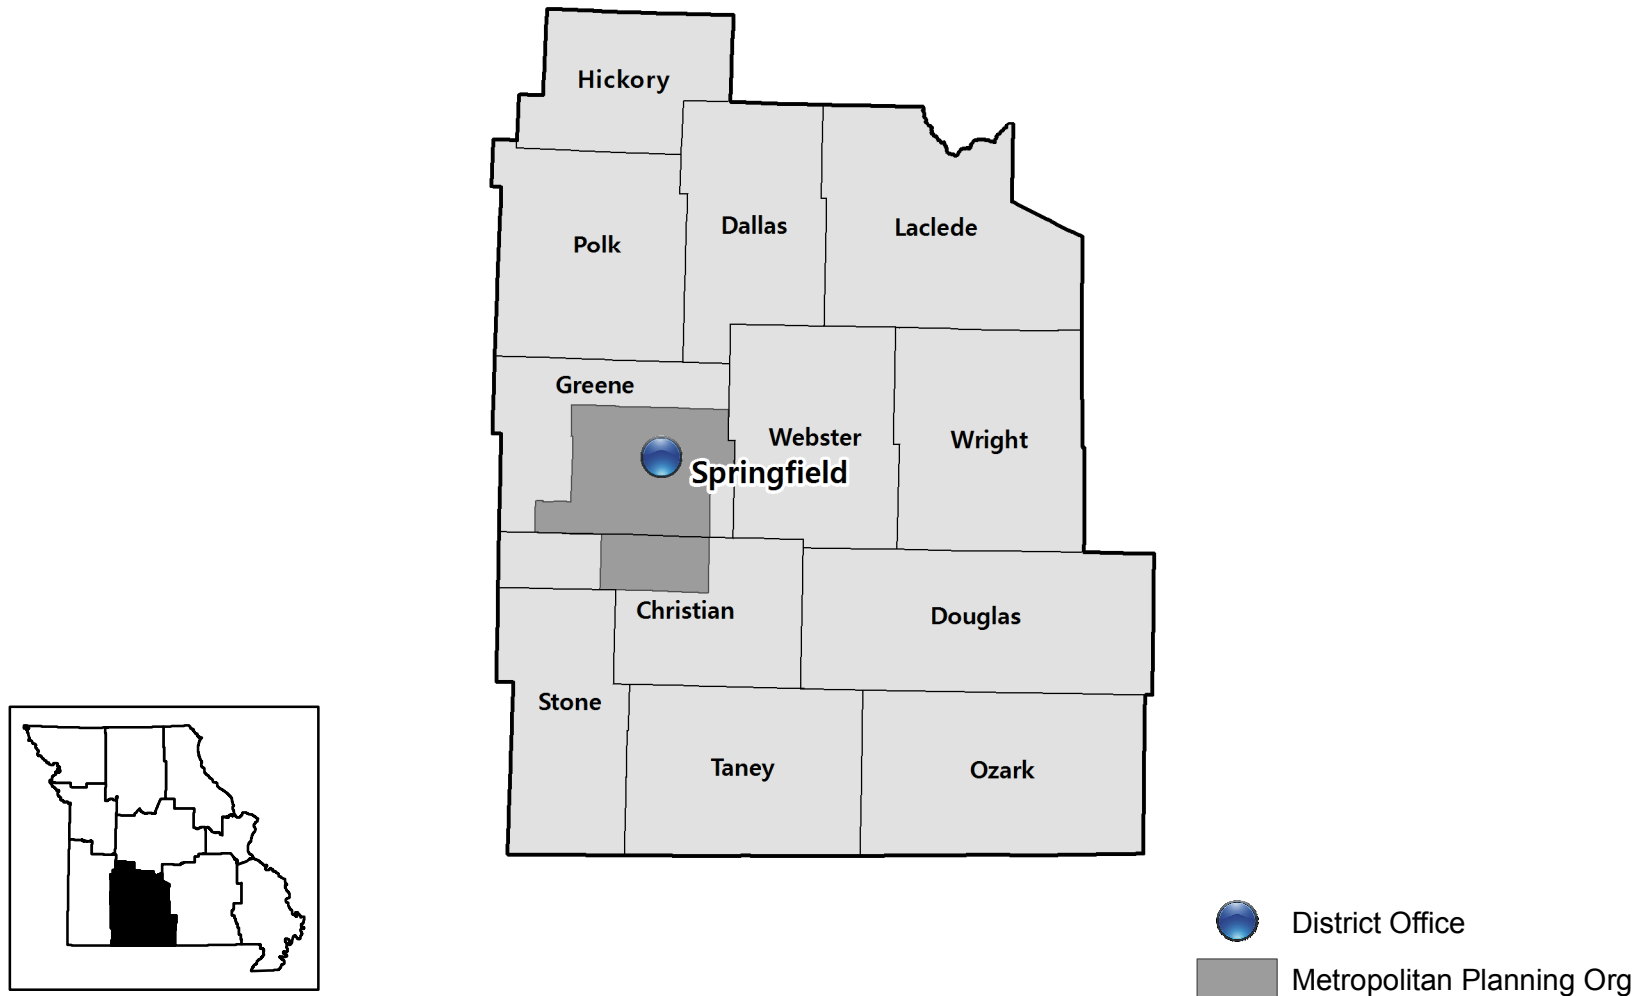 Hickory
Dallas
Laclede
Polk
Greene
Webster
Wright
Springfield
Christian
Douglas
Stone
Taney
Ozark
District Office
Metropolitan Planning Org